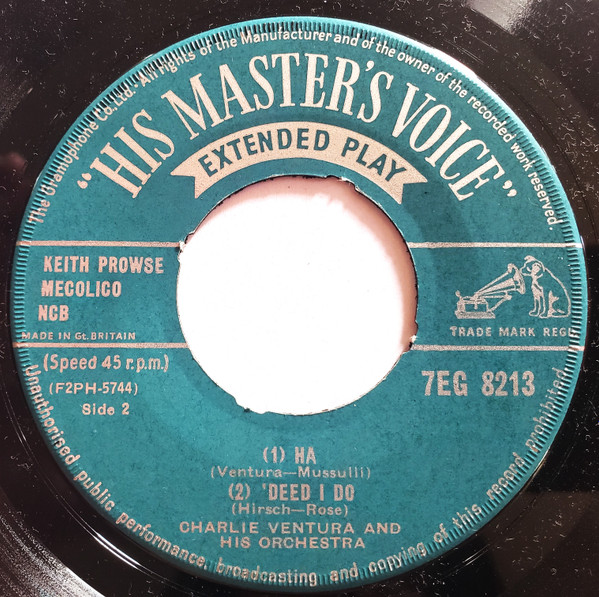 The Gramophone Co. Ltd. All rights of the Manufacturer and of the owner of the recorded work reserved.
"HIS MASTER'S VOICE"
EXTENDED PLAY
KEITH PROWSE
MECOLICO
NCB
MADE IN Gt. BRITAIN
TRADE MARK REG
(Speed 45 r.p.m.)
(F2PH-5744)
Side 2
7EG 8213
(1) HA
(Ventura—Mussulli)
(2) 'DEED I DO
(Hirsch—Rose)
CHARLIE VENTURA AND
HIS ORCHESTRA
Unauthorised public performance, broadcasting and copying of this record prohibited